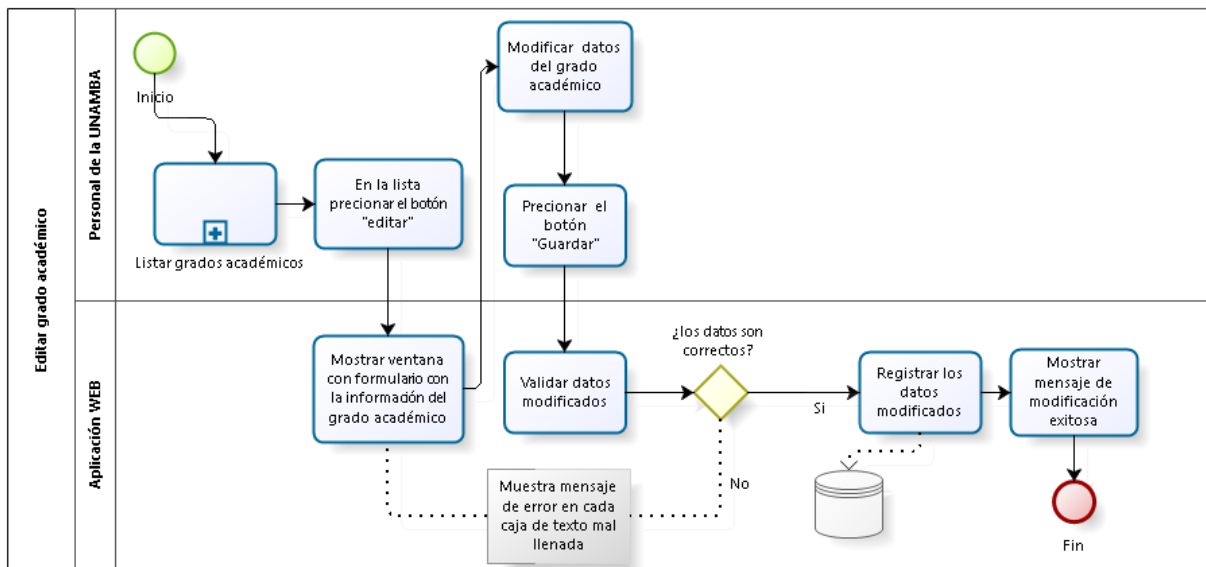 Editar grado académico
Personal de la UNAMBA
Inicio
Listar grados académicos
En la lista
precionar el botón
"editar"
Modificar datos
del grado
académico
Precionar el
botón
"Guardar"
Aplicación WEB
Mostrar ventana
con formulario con
la información del
grado académico
Validar datos
modificados
¿los datos son
correctos?
Si
No
Muestra mensaje
de error en cada
caja de texto mal
llenada
Registrar los
datos
modificados
Mostrar
mensaje de
modificación
exitosa
Fin